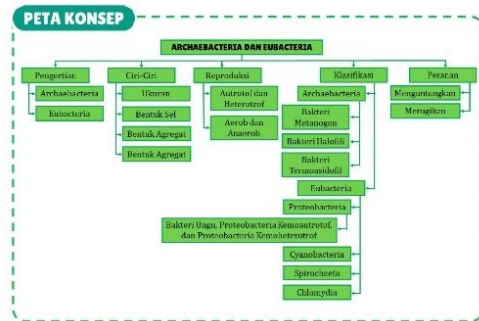 PETA KONSEP
ARCHAEBACTERIA DAN EUBACTERIA
Pengertian
Ciri-Ciri
Reproduksi
Klasifikasi
Peranan
Archaebacteria
Eubacteria
Ukuran
Bentuk Sel
Bentuk Agregat
Bentuk Agregat
Autrotof dan
Heterotrof
Aerob dan
Anaerob
Archaebacteria
Bakteri
Metanogen
Bakteri Halofili
Bakteri
Termoasidofil
Eubacteria
Proteobacteria
Bakteri Ungu, Proteobacteria Kemoautrotof,
dan Proteobacteria Kemoheterotrof
Cyanobacteria
Spirochaeta
Chlamydia
Menguntungkan
Merugikan